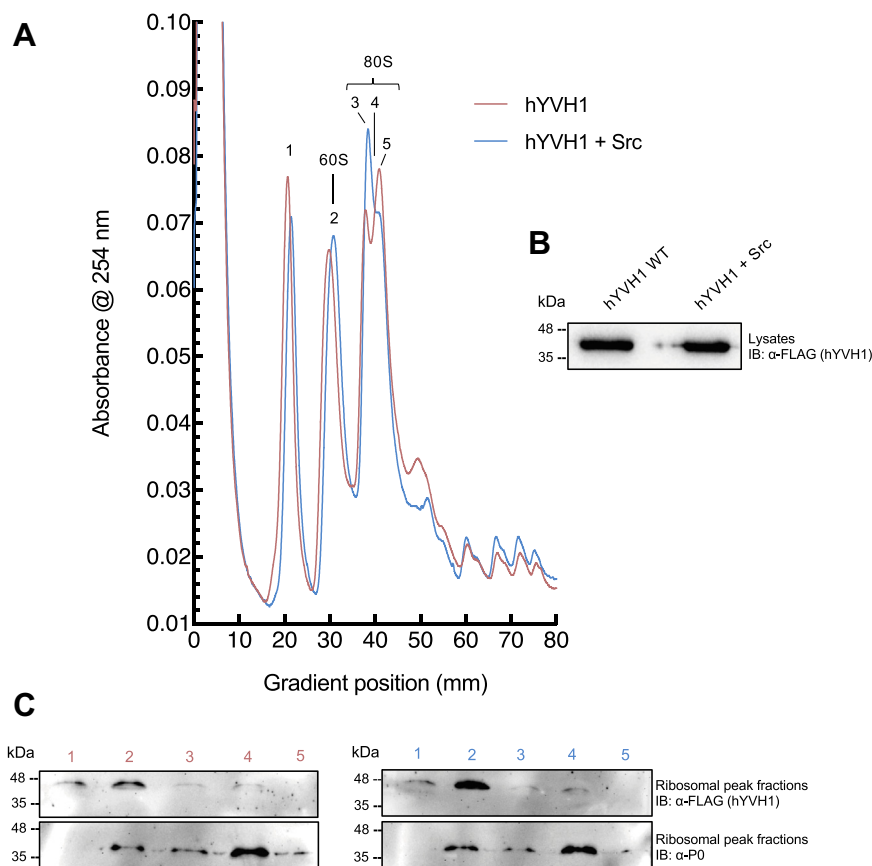 A
0.10
0.09
0.08
0.07
0.06
0.05
0.04
0.03
0.02
0.01
0 10 20 30 40 50 60 70 80
Absorbance @ 254 nm
Gradient position (mm)
80S
3 4
5
1
60S
2
hYVH1
hYVH1 + Src
B
hYVH1 WT
hYVH1 + Src
kDa
48
35
Lysates
IB: α-FLAG (hYVH1)
C
kDa 1 2 3 4 5
48
35
48
35
kDa 1 2 3 4 5
48
35
Ribosomal peak fractions
IB: α-FLAG (hYVH1)
48
35
Ribosomal peak fractions
IB: α-P0